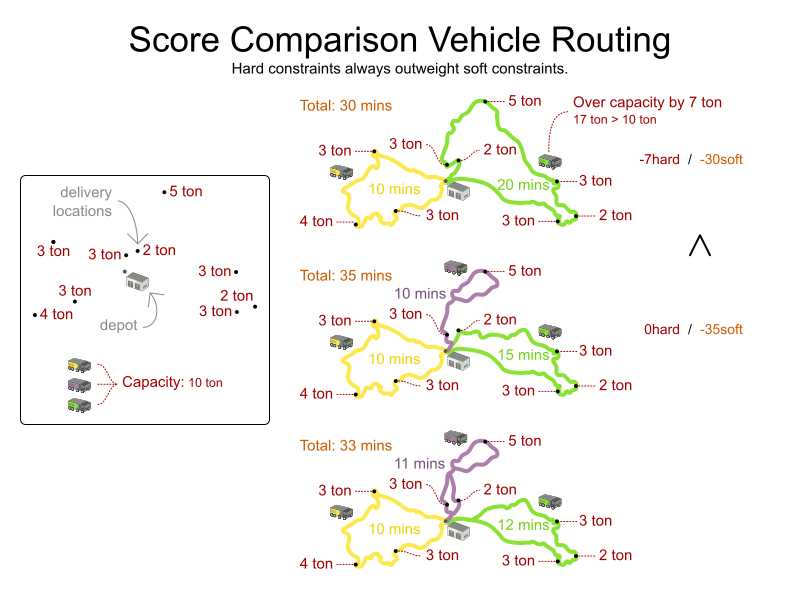 Score Comparison Vehicle Routing
Hard constraints always outweight soft constraints.
delivery
locations
5 ton
3 ton
3 ton
2 ton
3 ton
3 ton
2 ton
4 ton
3 ton
depot
Capacity: 10 ton
Total: 30 mins
5 ton
Over capacity by 7 ton
17 ton > 10 ton
3 ton
3 ton
2 ton
-7hard / -30soft
10 mins
20 mins
3 ton
4 ton
3 ton
3 ton
2 ton
<
Total: 35 mins
5 ton
10 mins
3 ton
3 ton
2 ton
0hard / -35soft
10 mins
15 mins
3 ton
4 ton
3 ton
3 ton
2 ton
Total: 33 mins
5 ton
11 mins
3 ton
3 ton
2 ton
10 mins
12 mins
3 ton
4 ton
3 ton
3 ton
2 ton